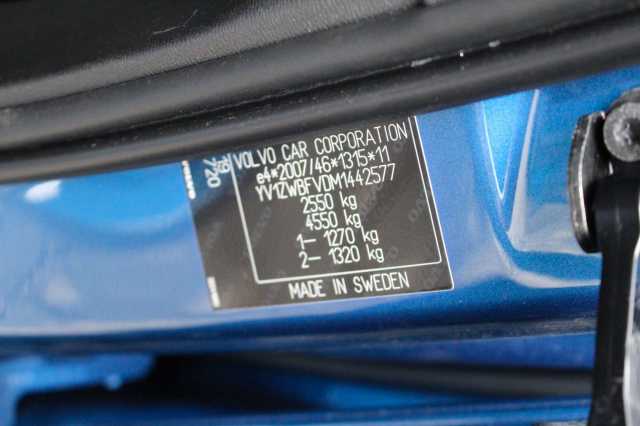 VOLVO CAR CORPORATION
e4*2007/46*1315*11
YV1ZWBFVDM1442577
2550 kg
4550 kg
1– 1270 kg
2– 1320 kg
MADE IN SWEDEN